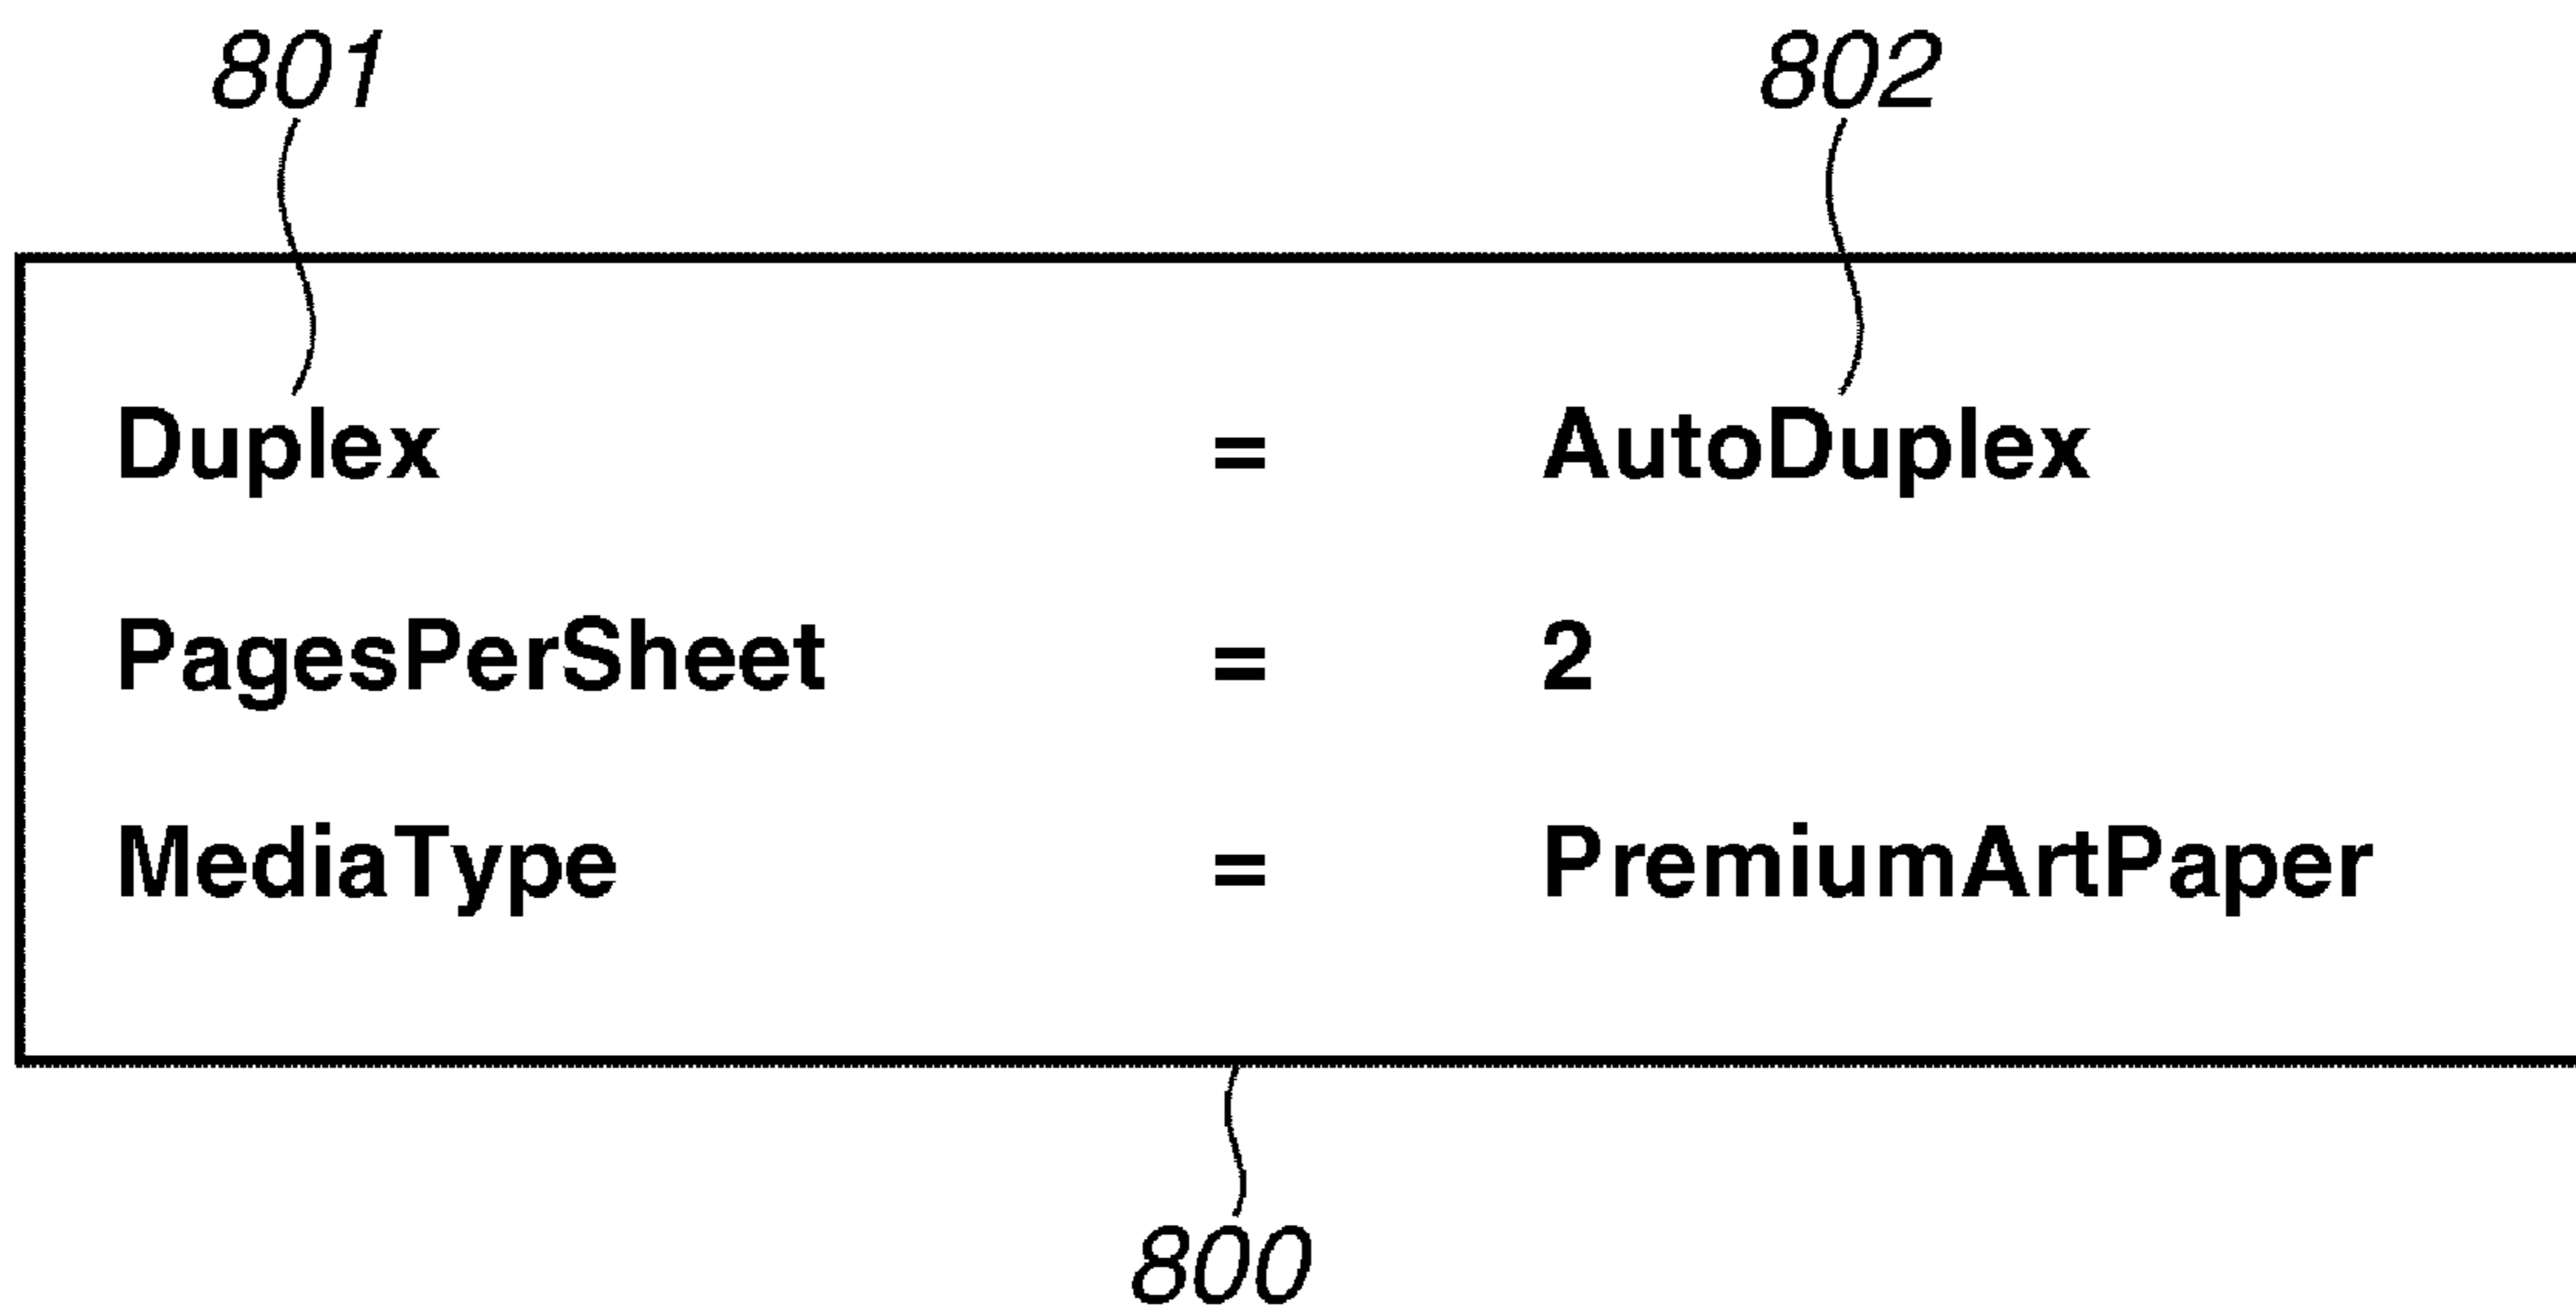 801 802
Duplex = AutoDuplex
PagesPerSheet = 2
MediaType = PremiumArtPaper
800